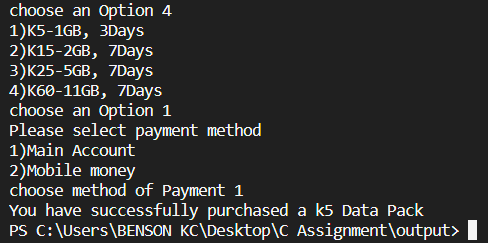 choose an Option 4
1)K5-1GB, 3Days
2)K15-2GB, 7Days
3)K25-5GB, 7Days
4)K60-11GB, 7Days
choose an Option 1
Please select payment method
1)Main Account
2)Mobile money
choose method of Payment 1
You have successfully purchased a k5 Data Pack
PS C:\Users\BENSON KC\Desktop\C Assignment\output>